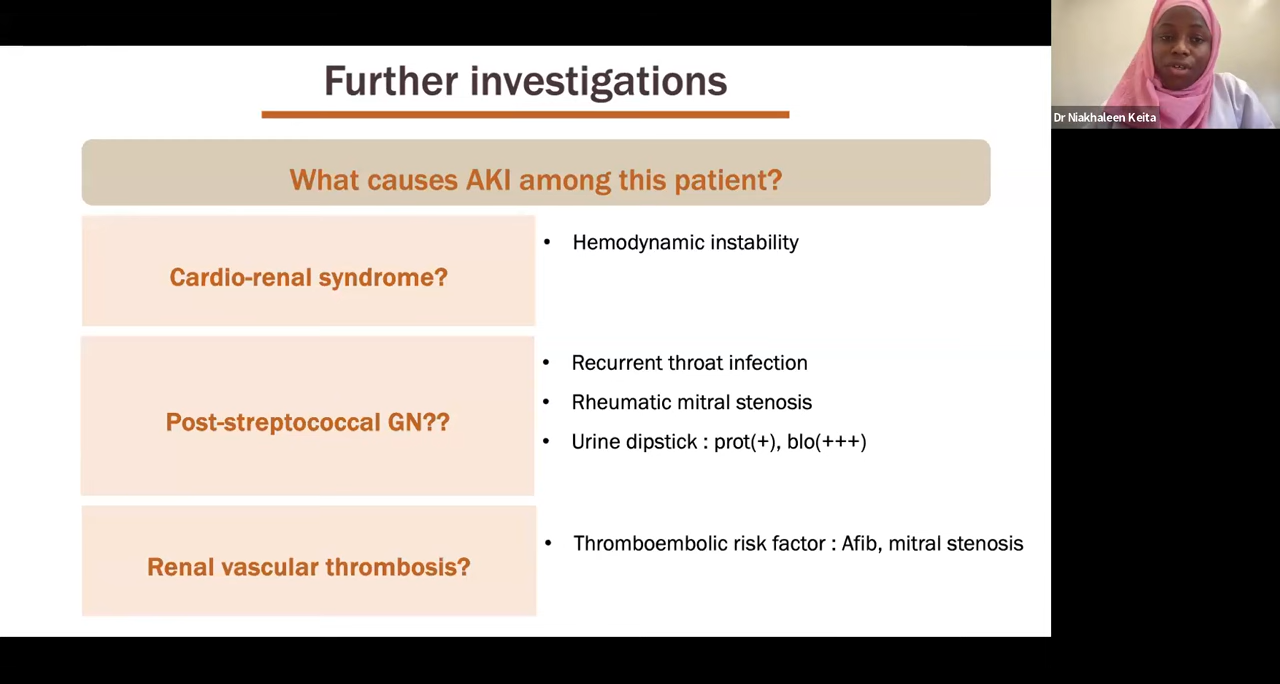 Further investigations
Dr Niakhaleen Keita
What causes AKI among this patient?
Cardio-renal syndrome?
• Hemodynamic instability
Post-streptococcal GN??
• Recurrent throat infection
• Rheumatic mitral stenosis
• Urine dipstick : prot(+), blo(+++)
Renal vascular thrombosis?
• Thromboembolic risk factor : Afib, mitral stenosis